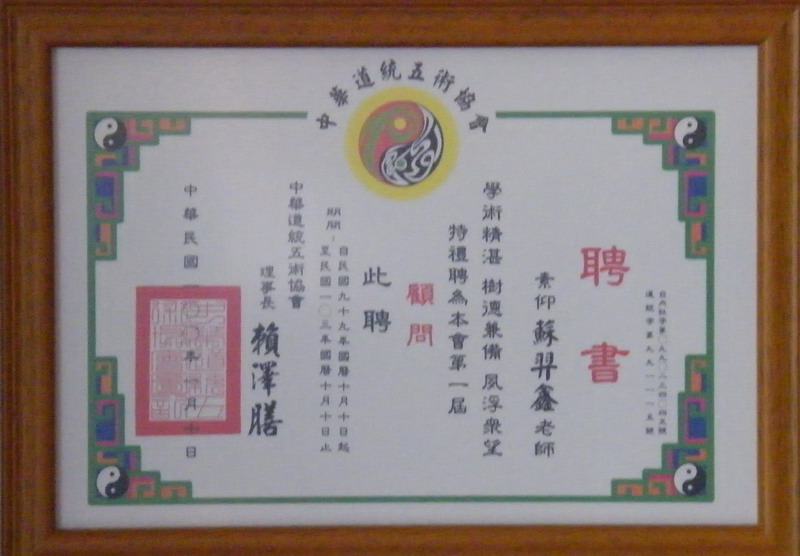 中華道統五術協會
聘書
素仰蘇羿鑫老師
學術精湛 樹德兼備 夙浮衆望
特禮聘為本會第一屆
顧問
此聘
期間：自民國九十九年國曆十月十日起
至民國一０三年國曆十月十日止
中華道統五術協會
理事長 賴澤膳
中華民國
月十日